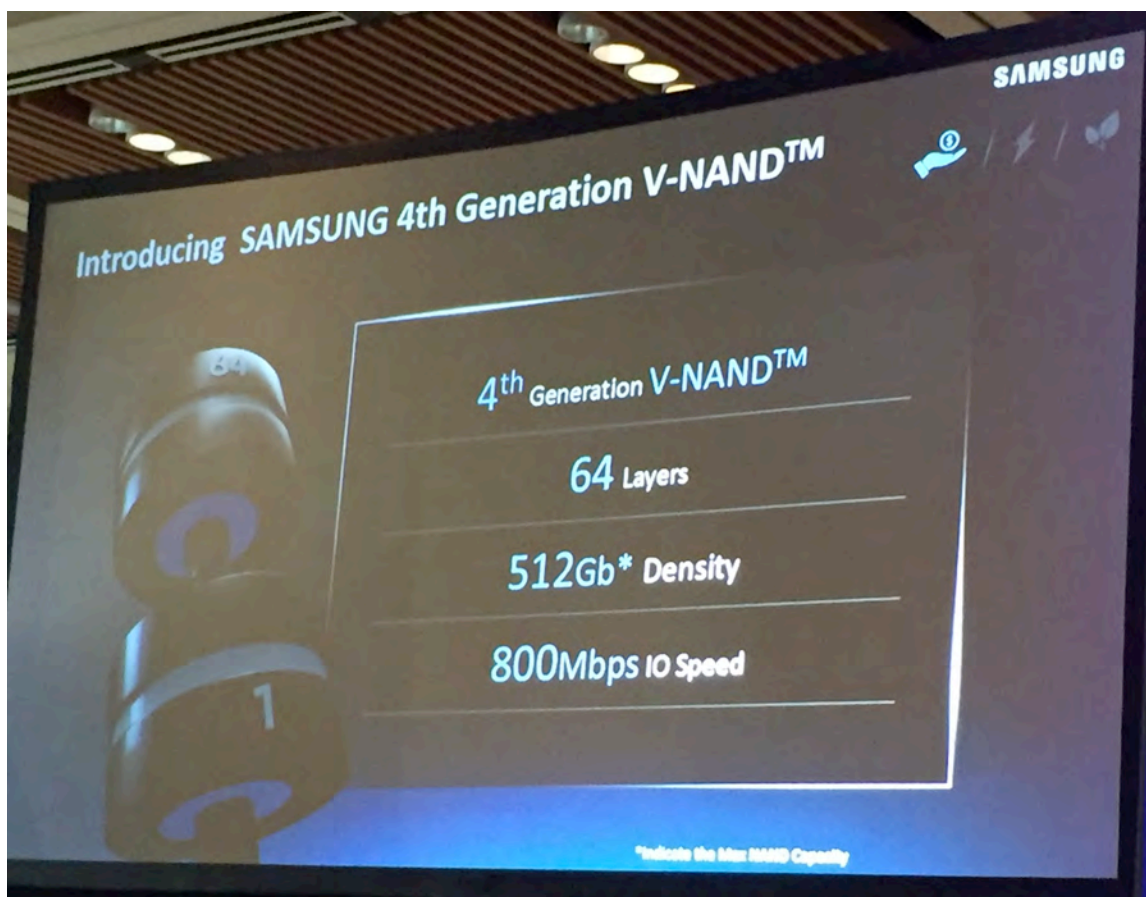 SAMSUNG
Introducing SAMSUNG 4th Generation V-NAND™
64
1
4th Generation V-NAND™
64 Layers
512Gb* Density
800Mbps IO Speed
*Indicate the Max NAND Capacity